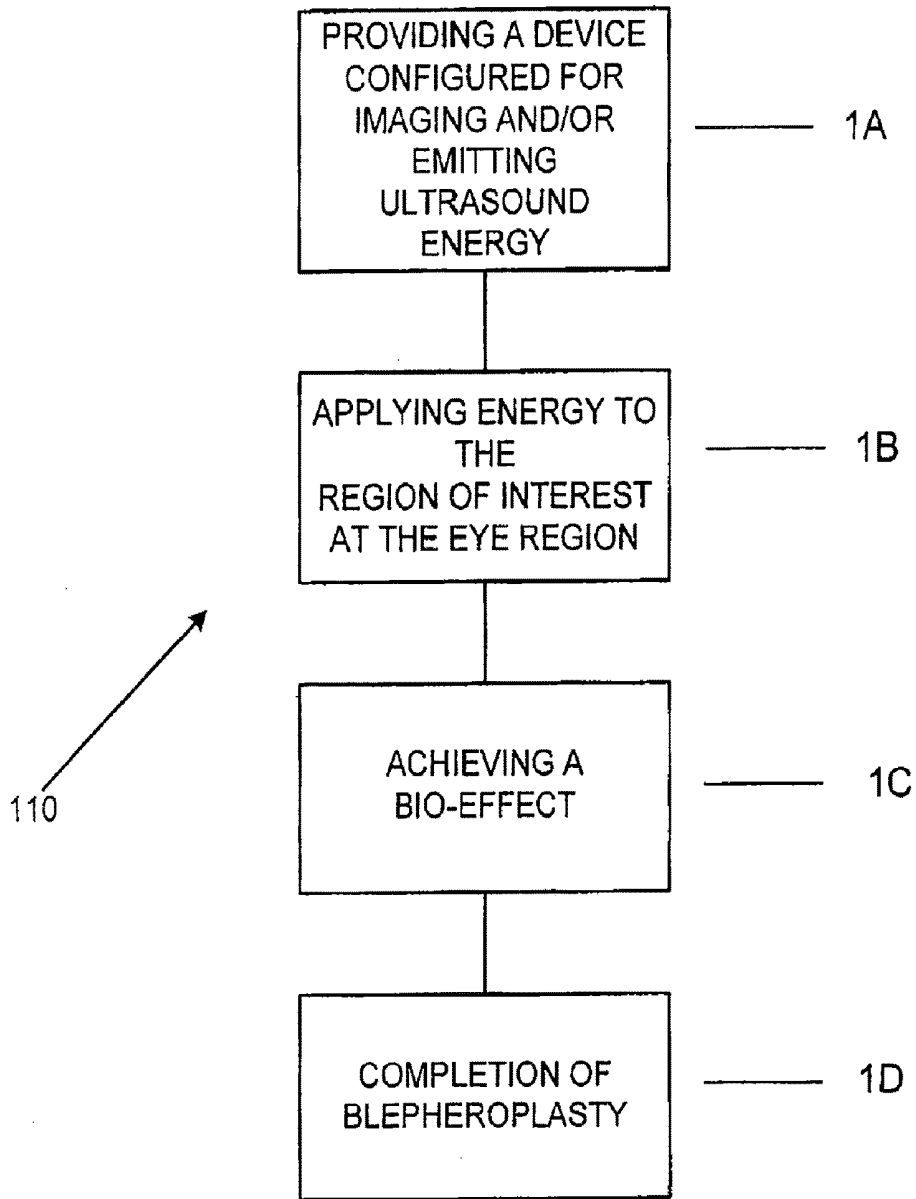 PROVIDING A DEVICE
CONFIGURED FOR
IMAGING AND/OR
EMITTING
ULTRASOUND
ENERGY
1A
APPLYING ENERGY TO
THE
REGION OF INTEREST
AT THE EYE REGION
1B
ACHIEVING A
BIO-EFFECT
1C
110
COMPLETION OF
BLEPHEROPLASTY
1D